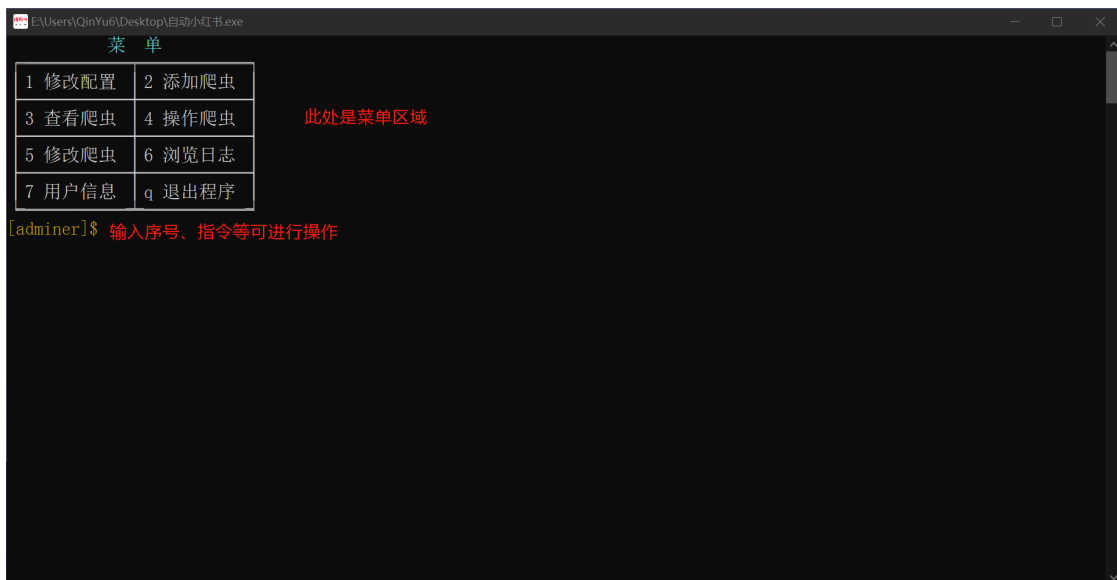 E:\Users\QinYu6\Desktop\自动小红书.exe
菜 单
1 修改配置 2 添加爬虫
3 查看爬虫 4 操作爬虫 此处是菜单区域
5 修改爬虫 6 浏览日志
7 用户信息 q 退出程序
[adminer]$ 输入序号、指令等可进行操作